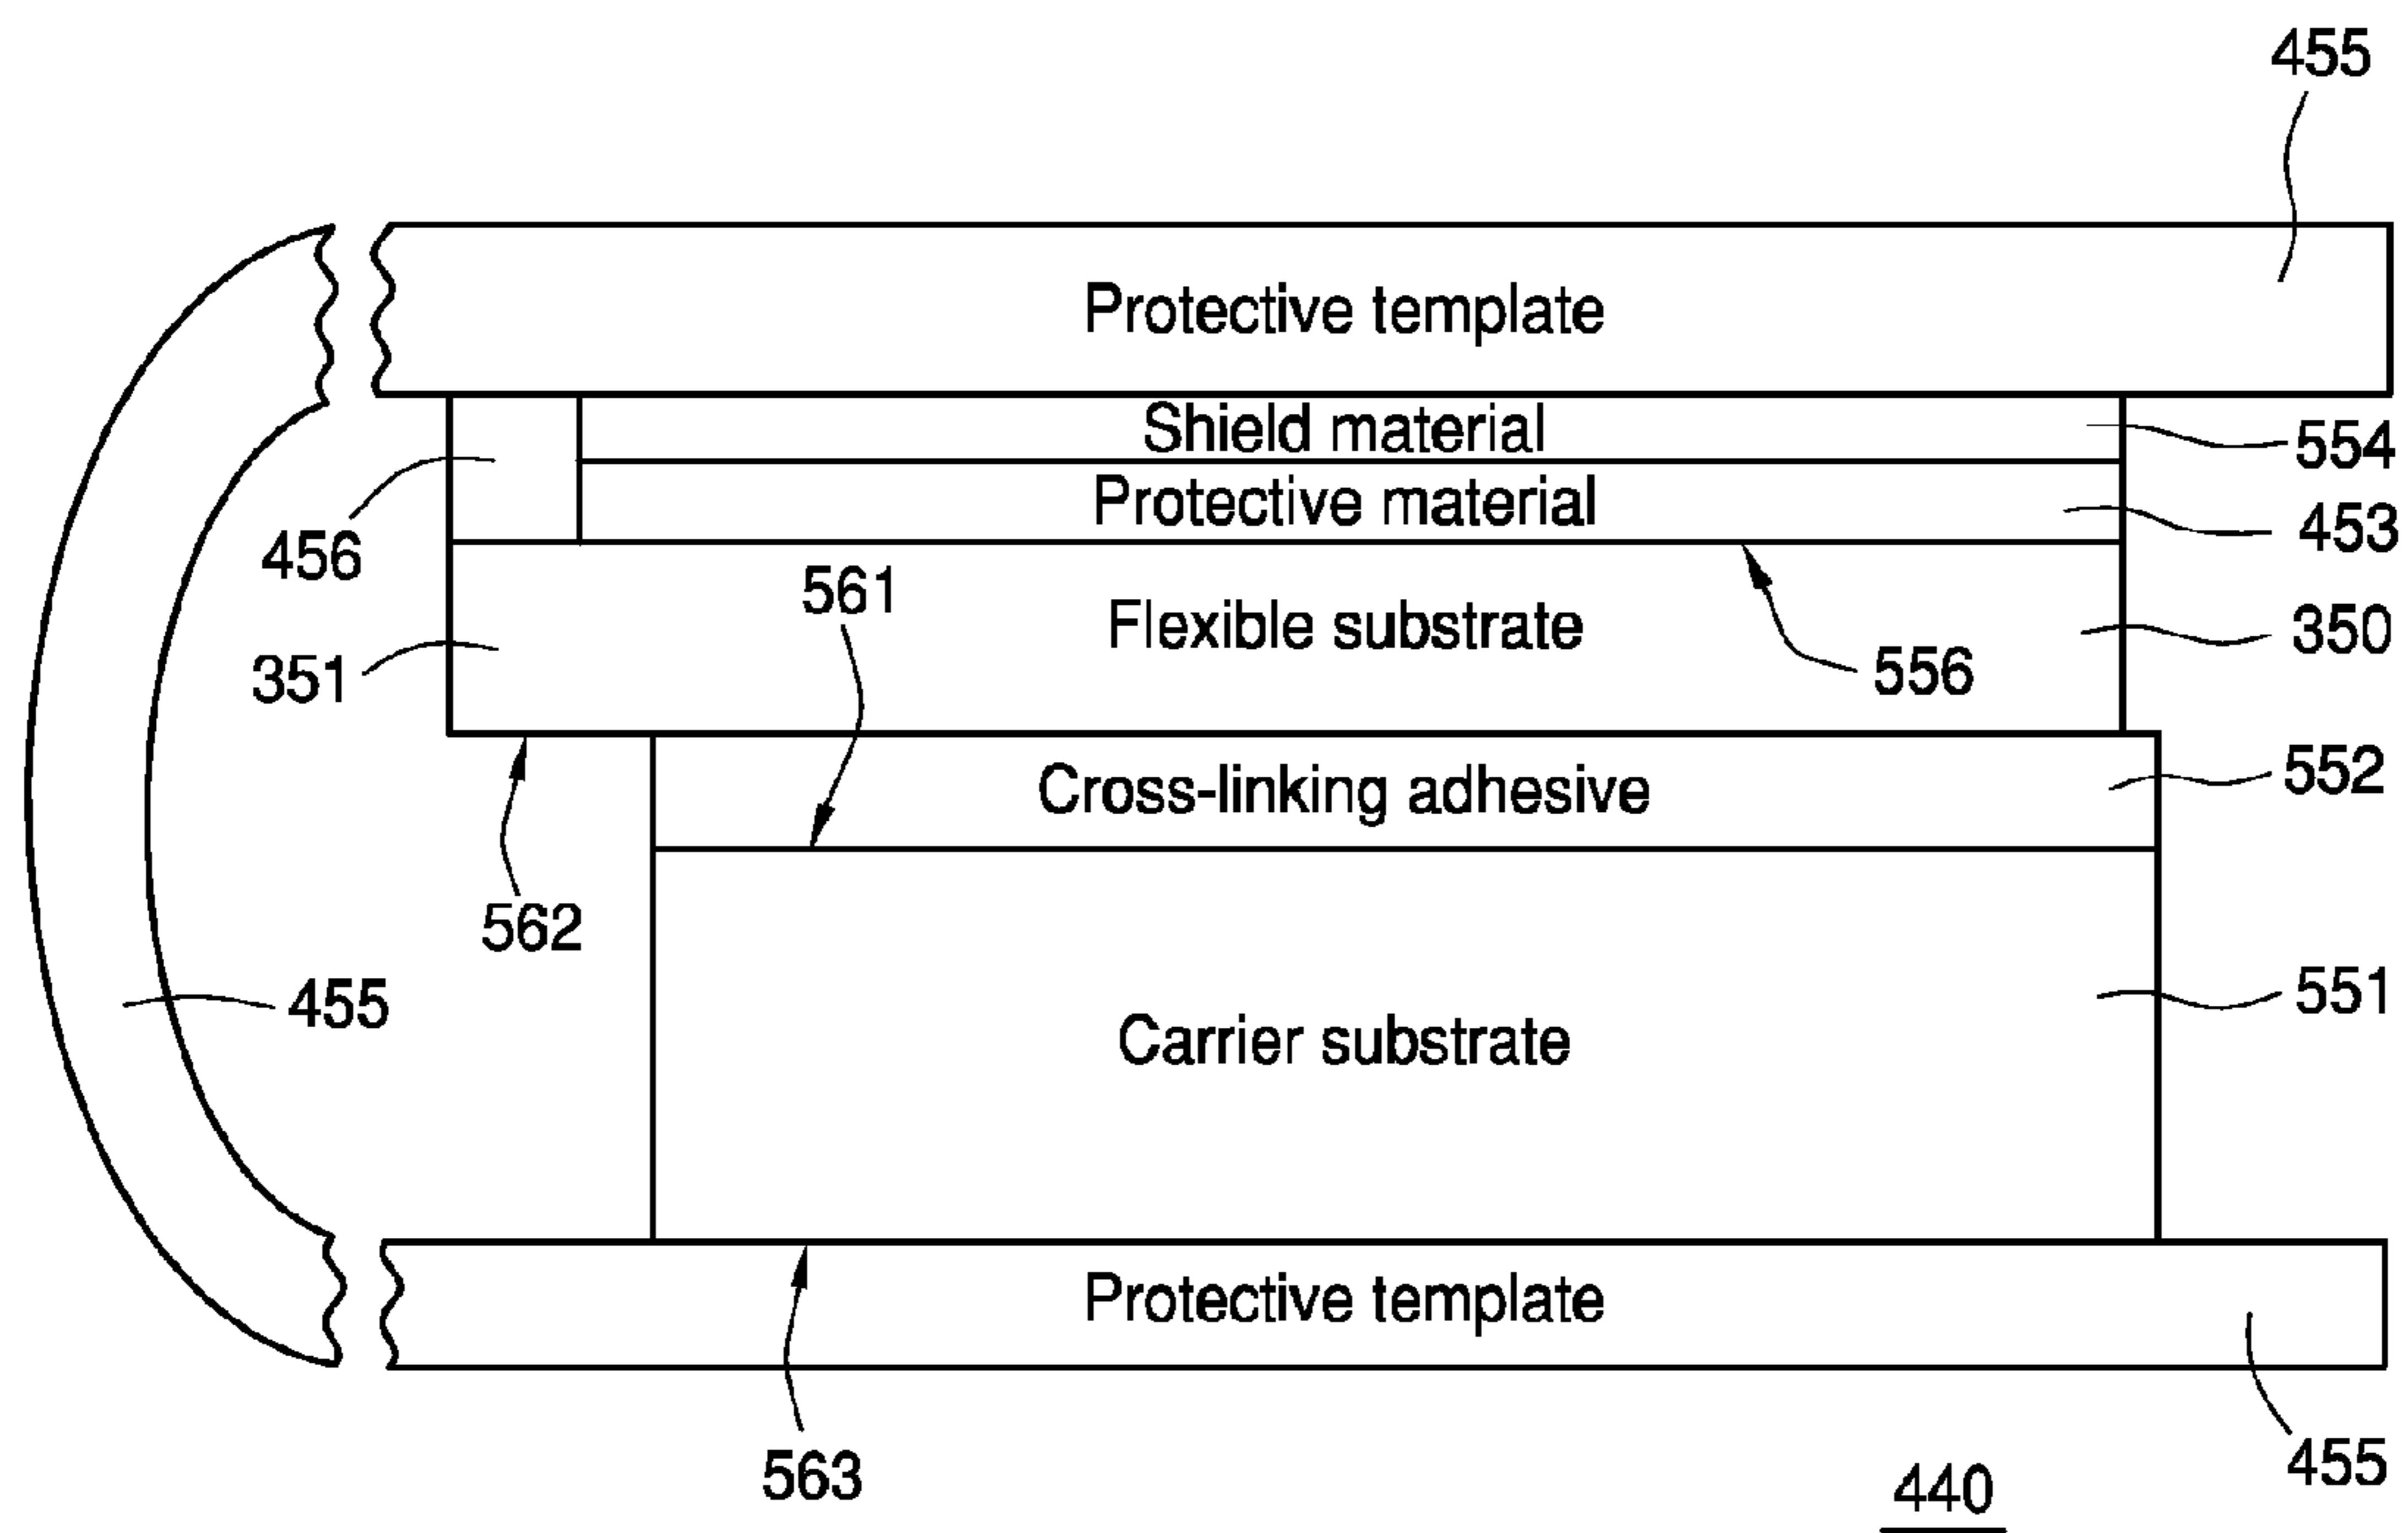 455
Protective template
Shield material
554
Protective material
453
456
561
Flexible substrate
350
351
556
Cross-linking adhesive
552
562
455
551
Carrier substrate
Protective template
563
455
440